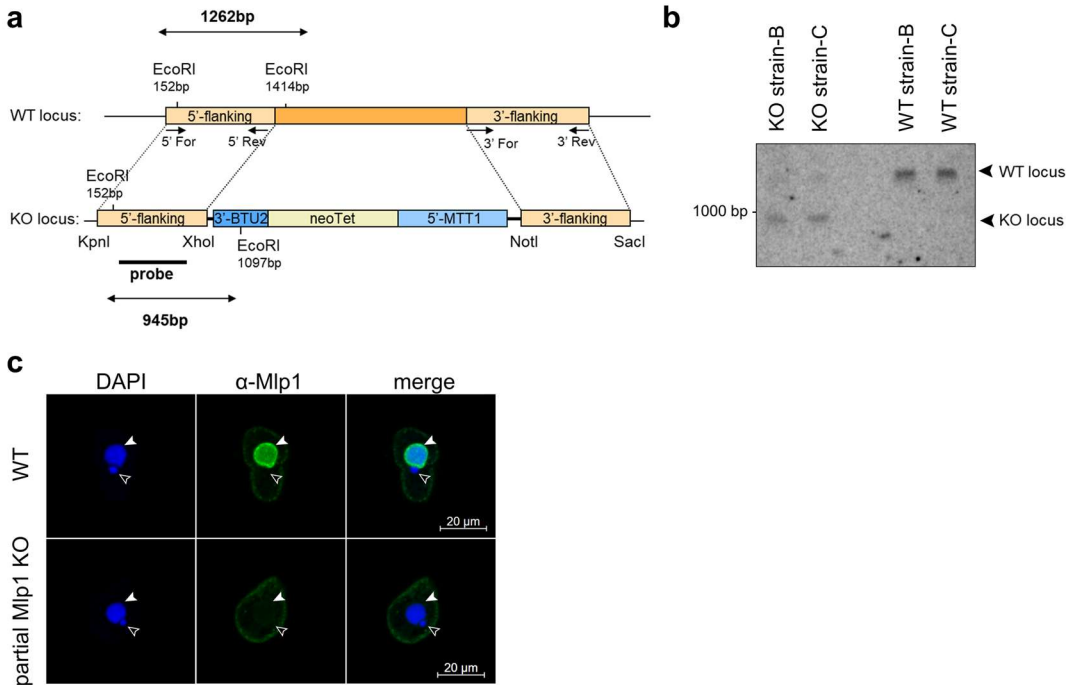 a
1262bp
EcoRI
152bp
EcoRI
1414bp
WT locus:
5'-flanking
3'-flanking
5' For
5' Rev
3' For
3' Rev
EcoRI
152bp
KO locus:
5'-flanking
3'-BTU2
neoTet
5'-MTT1
3'-flanking
KpnI
XhoI
EcoRI
1097bp
NotI
SacI
probe
945bp
b
KO strain-B
KO strain-C
WT strain-B
WT strain-C
WT locus
1000 bp
KO locus
c
DAPI
α-Mlp1
merge
WT
20 µm
partial Mlp1 KO
20 µm